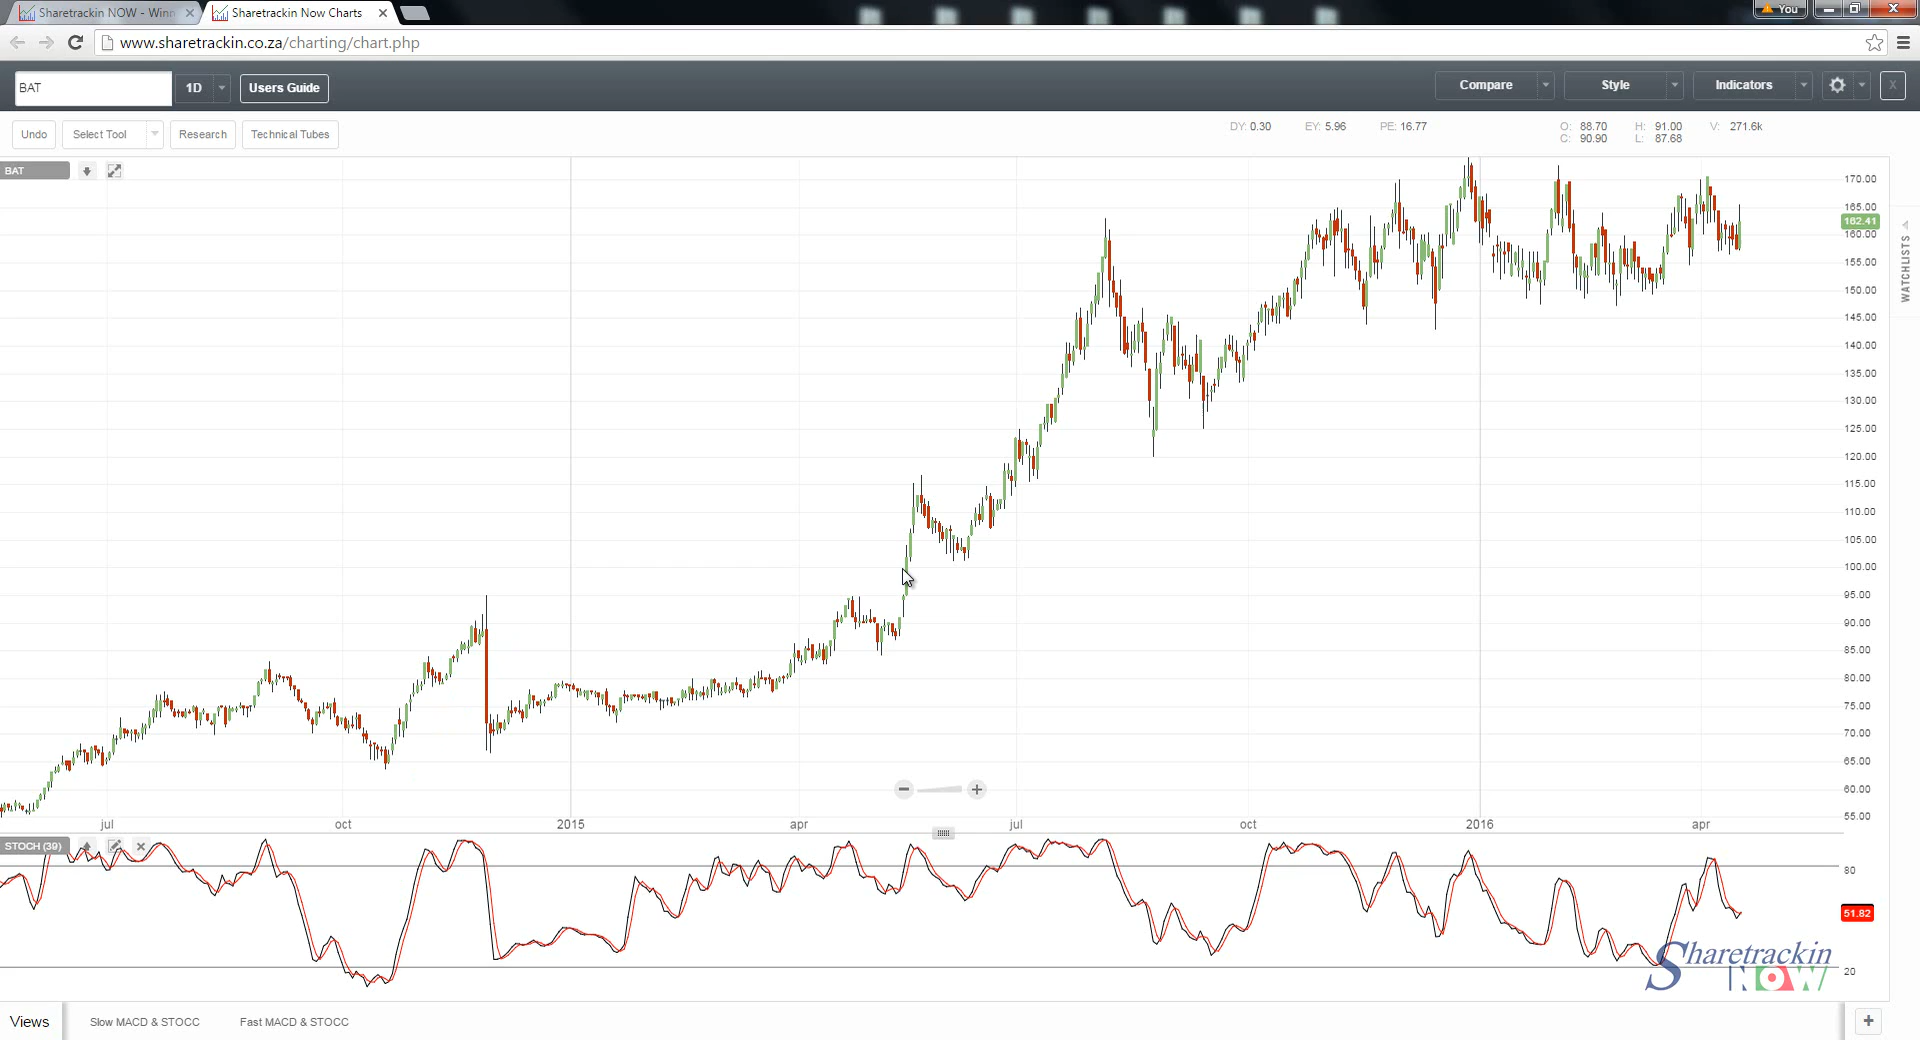 Sharetrackin NOW - Winn
Sharetrackin Now Charts
You
www.sharetrackin.co.za/charting/chart.php
BAT 1D Users Guide Compare Style Indicators X
Undo Select Tool Research Technical Tubes
DY: 0.30 EY: 5.96 PE: 16.77 O: 88.70 H: 91.00 V: 271.6k
C: 90.90 L: 87.68
BAT
170.00
165.00
162.41
160.00
155.00
150.00
145.00
140.00
135.00
130.00
125.00
120.00
115.00
110.00
105.00
100.00
95.00
90.00
85.00
80.00
75.00
70.00
65.00
60.00
55.00
WATCHLISTS
jul oct 2015 apr jul oct 2016 apr
STOCH (39)
80
51.82
20
Sharetrackin
NOW
Views Slow MACD & STOCC Fast MACD & STOCC